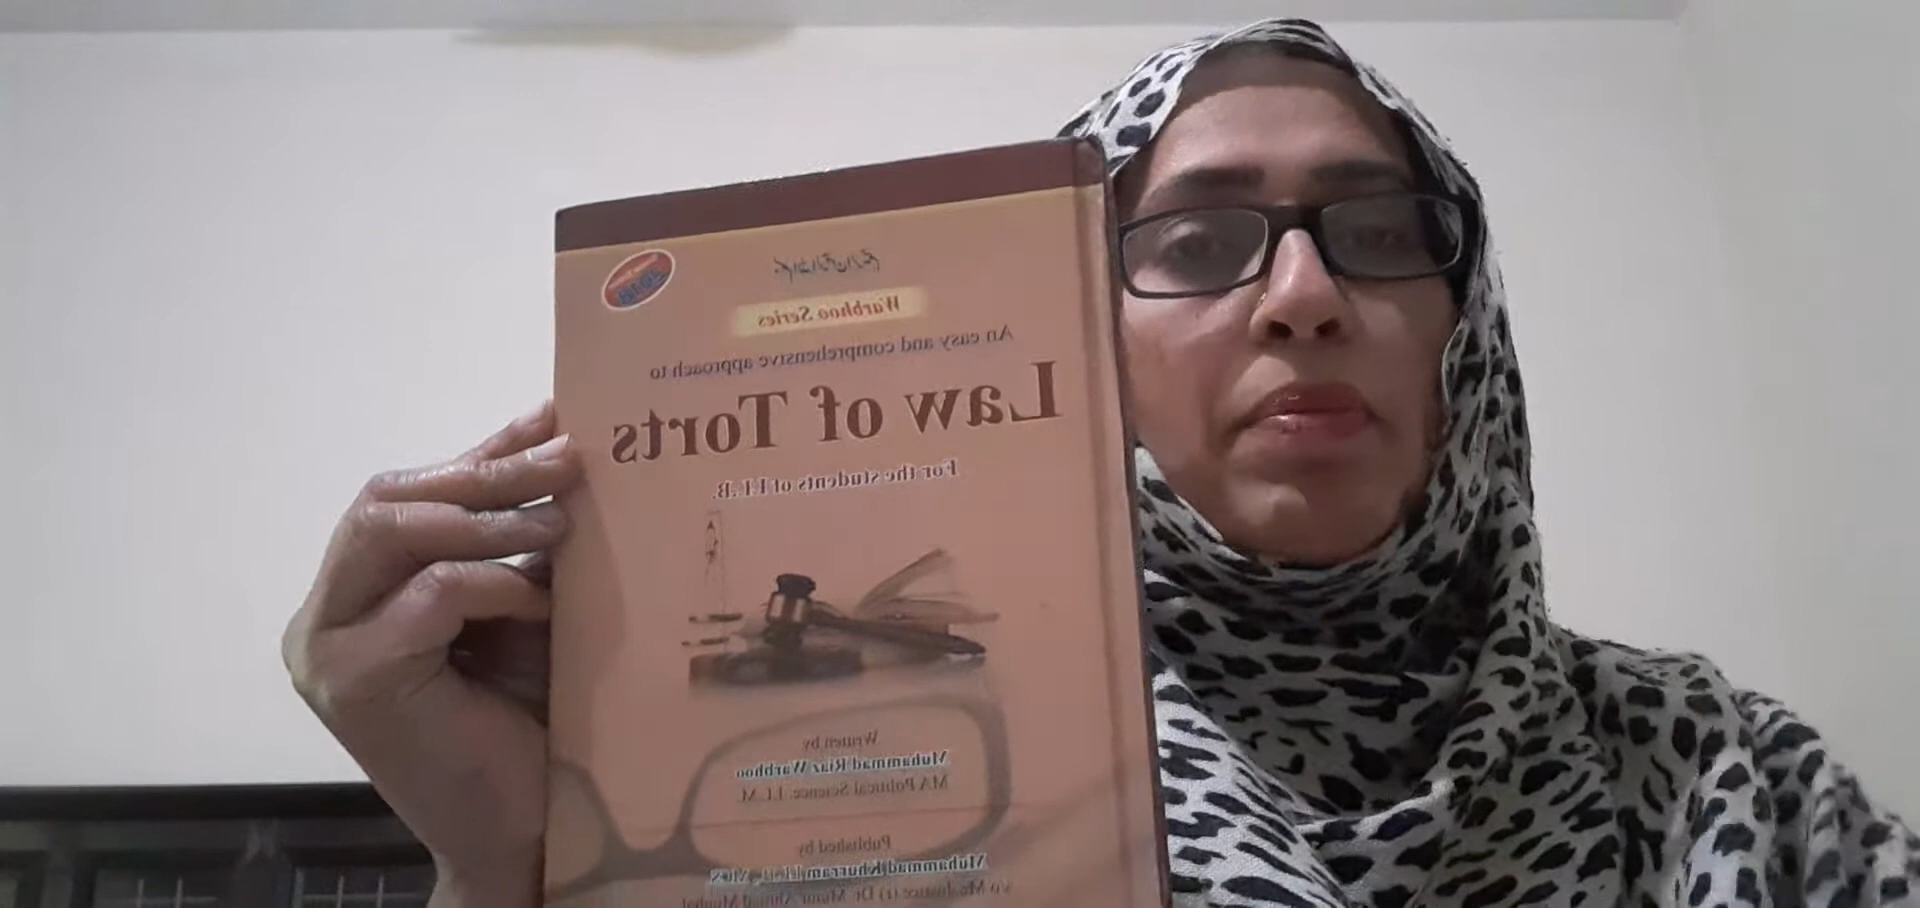 Warbhoo Series
An easy and comprehensive approach to
Law of Torts
For the students of LL.B.
Written by
Muhammad Riaz Warbhoo
MA Political Science, LL.M.
Published by
Muhammad Khurram